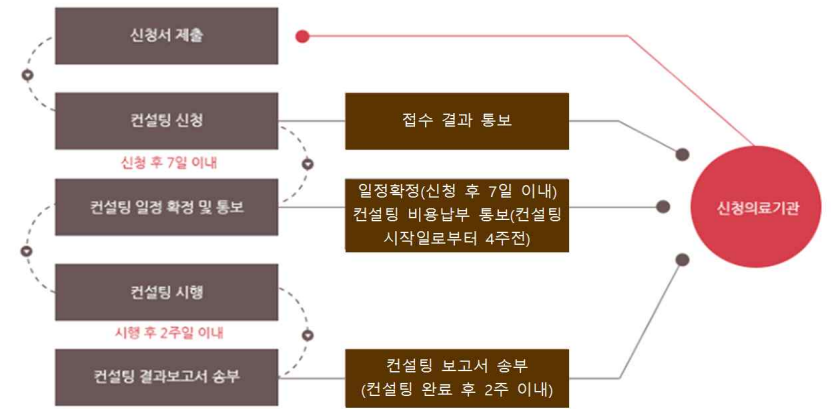 신청서 제출
컨설팅 신청
접수 결과 통보
신청 후 7일 이내
컨설팅 일정 확정 및 통보
일정확정(신청 후 7일 이내)
컨설팅 비용납부 통보(컨설팅
시작일로부터 4주전)
신청의료기관
컨설팅 시행
시행 후 2주일 이내
컨설팅 결과보고서 송부
컨설팅 보고서 송부
(컨설팅 완료 후 2주 이내)